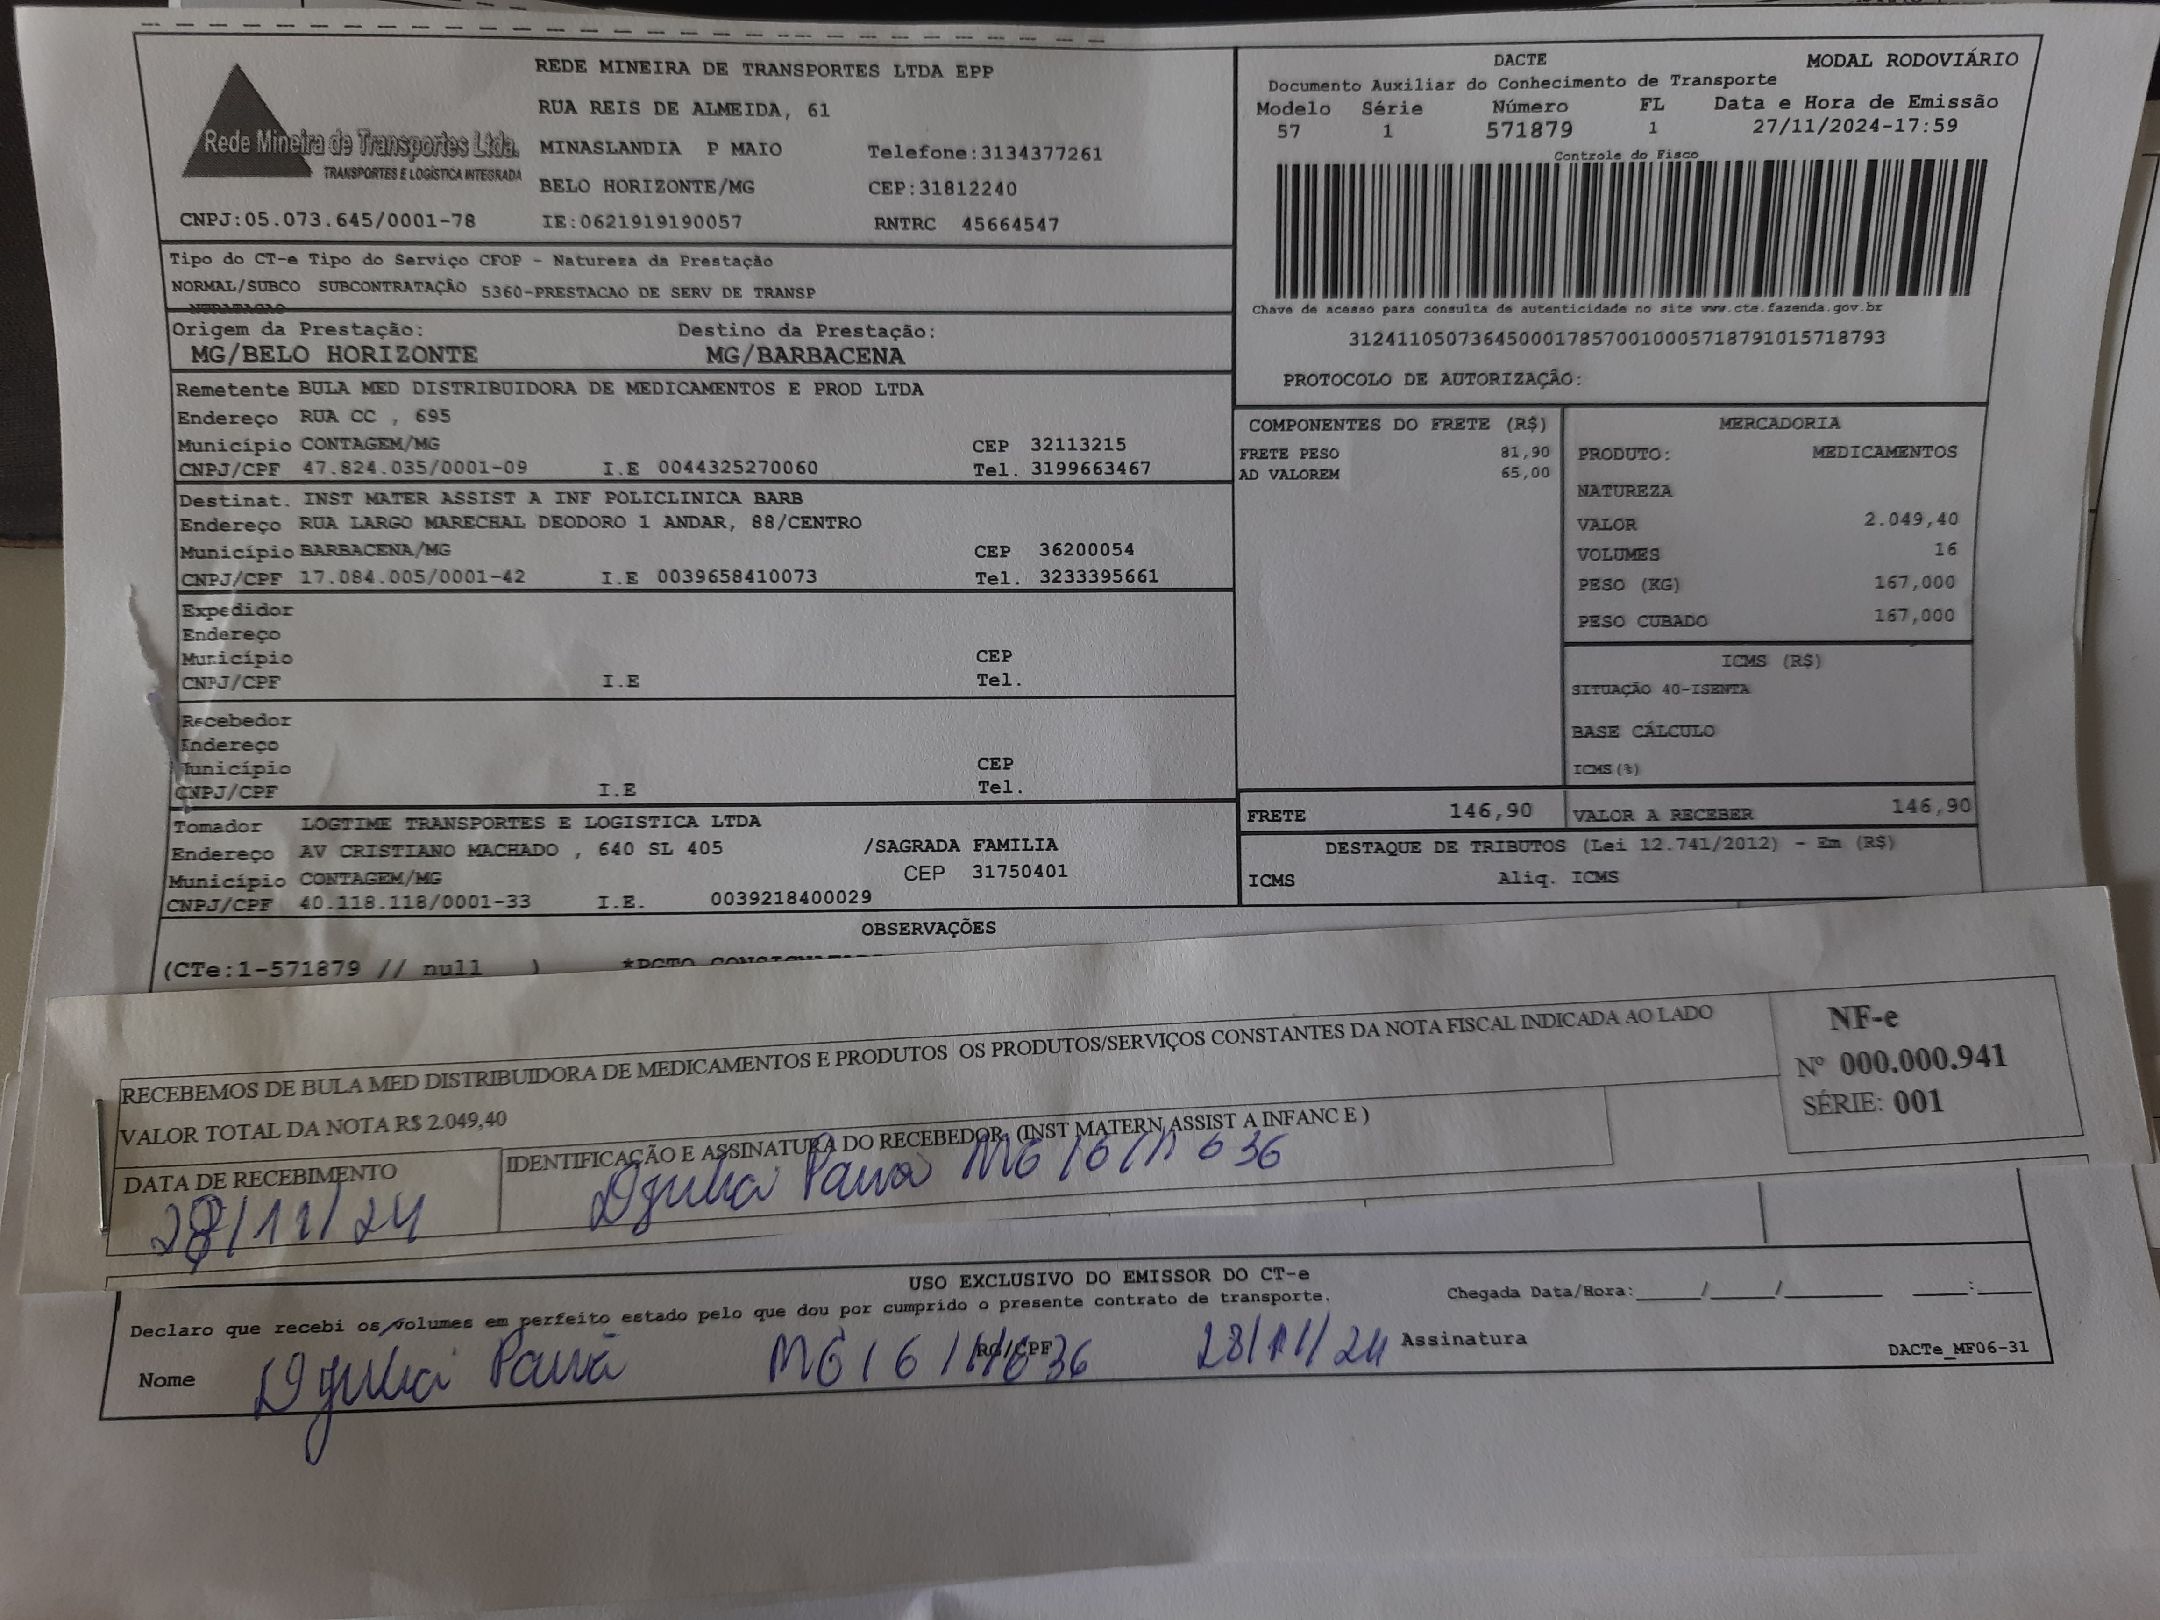 Rede Mineira de Transportes Ltda.
TRANSPORTES E LOGÍSTICA INTEGRADA
REDE MINEIRA DE TRANSPORTES LTDA EPP
RUA REIS DE ALMEIDA, 61
MINASLANDIA P MAIO Telefone:3134377261
BELO HORIZONTE/MG CEP:31812240
CNPJ:05.073.645/0001-78 IE:0621919190057 RNTRC 45664547
DACTE MODAL RODOVIÁRIO
Documento Auxiliar do Conhecimento de Transporte
Modelo Série Número FL Data e Hora de Emissão
57 1 571879 1 27/11/2024-17:59
Controle do Fisco
Chave de acesso para consulta de autenticidade no site www.cte.fazenda.gov.br
31241105073645000178570010005718791015718793
PROTOCOLO DE AUTORIZAÇÃO:
Tipo do CT-e Tipo do Serviço CFOP - Natureza da Prestação
NORMAL/SUBCO SUBCONTRATAÇÃO 5360-PRESTACAO DE SERV DE TRANSP
NTRATACAO
Origem da Prestação: Destino da Prestação:
MG/BELO HORIZONTE MG/BARBACENA
Remetente BULA MED DISTRIBUIDORA DE MEDICAMENTOS E PROD LTDA
Endereço RUA CC , 695
Município CONTAGEM/MG CEP 32113215
CNPJ/CPF 47.824.035/0001-09 I.E 0044325270060 Tel. 3199663467
Destinat. INST MATER ASSIST A INF POLICLINICA BARB
Endereço RUA LARGO MARECHAL DEODORO 1 ANDAR, 88/CENTRO
Município BARBACENA/MG CEP 36200054
CNPJ/CPF 17.084.005/0001-42 I.E 0039658410073 Tel. 3233395661
Expedidor
Endereço
Município CEP
CNPJ/CPF I.E Tel.
Recebedor
Endereço
Município CEP
CNPJ/CPF I.E Tel.
Tomador LOGTIME TRANSPORTES E LOGISTICA LTDA
Endereço AV CRISTIANO MACHADO , 640 SL 405 /SAGRADA FAMILIA
Município CONTAGEM/MG CEP 31750401
CNPJ/CPF 40.118.118/0001-33 I.E. 0039218400029
COMPONENTES DO FRETE (R$)
FRETE PESO 81,90
AD VALOREM 65,00
MERCADORIA
PRODUTO: MEDICAMENTOS
NATUREZA
VALOR 2.049,40
VOLUMES 16
PESO (KG) 167,000
PESO CUBADO 167,000
ICMS (R$)
SITUAÇÃO 40-ISENTA
BASE CÁLCULO
ICMS(%)
FRETE 146,90 VALOR A RECEBER 146,90
DESTAQUE DE TRIBUTOS (Lei 12.741/2012) - Em (R$)
ICMS Aliq. ICMS
OBSERVAÇÕES
(CTe:1-571879 // null )
RECEBEMOS DE BULA MED DISTRIBUIDORA DE MEDICAMENTOS E PRODUTOS OS PRODUTOS/SERVIÇOS CONSTANTES DA NOTA FISCAL INDICADA AO LADO
VALOR TOTAL DA NOTA R$ 2.049,40
DATA DE RECEBIMENTO IDENTIFICAÇÃO E ASSINATURA DO RECEBEDOR (INST MATERN ASSIST A INFANC E )
28/11/24
NF-e
Nº 000.000.941
SÉRIE: 001
USO EXCLUSIVO DO EMISSOR DO CT-e
Declaro que recebi os volumes em perfeito estado pelo que dou por cumprido o presente contrato de transporte. Chegada Data/Hora:_____/_____/_______ ____:____
Nome RG/CPF 28/11/24 Assinatura DACTe_MF06-31